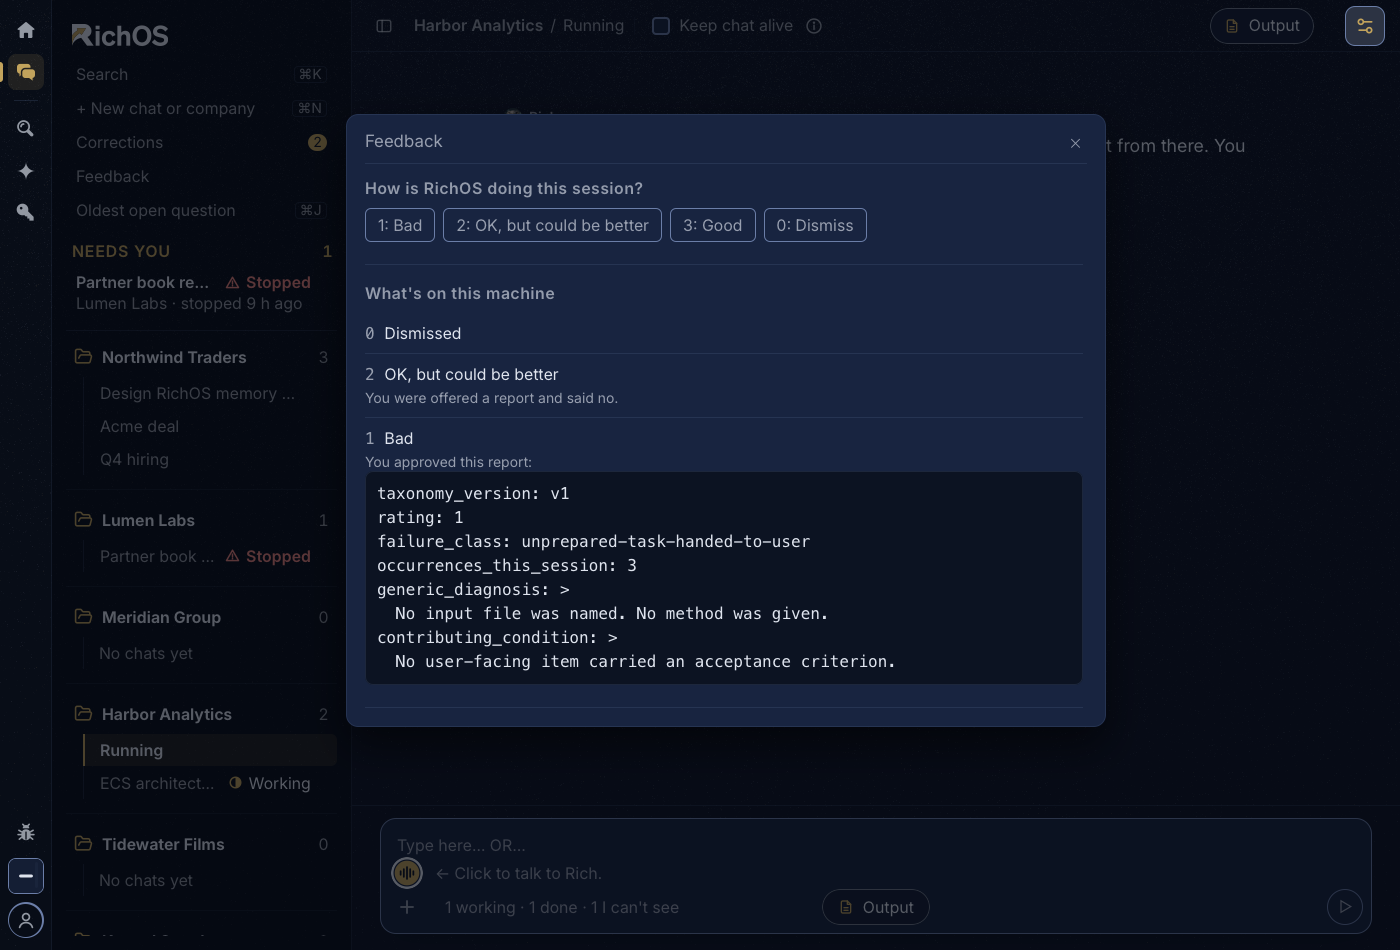 RichOS
Search ⌘K
+ New chat or company ⌘N
Corrections 2
Feedback
Oldest open question ⌘J
NEEDS YOU 1
Partner book re... Stopped
Lumen Labs · stopped 9 h ago
Northwind Traders 3
Design RichOS memory ...
Acme deal
Q4 hiring
Lumen Labs 1
Partner book ... Stopped
Meridian Group 0
No chats yet
Harbor Analytics 2
Running
ECS architect... Working
Tidewater Films 0
No chats yet
Harbor Analytics / Running
Keep chat alive
Output
t from there. You
Feedback
How is RichOS doing this session?
1: Bad
2: OK, but could be better
3: Good
0: Dismiss
What's on this machine
0 Dismissed
2 OK, but could be better
You were offered a report and said no.
1 Bad
You approved this report:
taxonomy_version: v1
rating: 1
failure_class: unprepared-task-handed-to-user
occurrences_this_session: 3
generic_diagnosis: >
No input file was named. No method was given.
contributing_condition: >
No user-facing item carried an acceptance criterion.
Type here... OR...
← Click to talk to Rich.
1 working · 1 done · 1 I can't see
Output